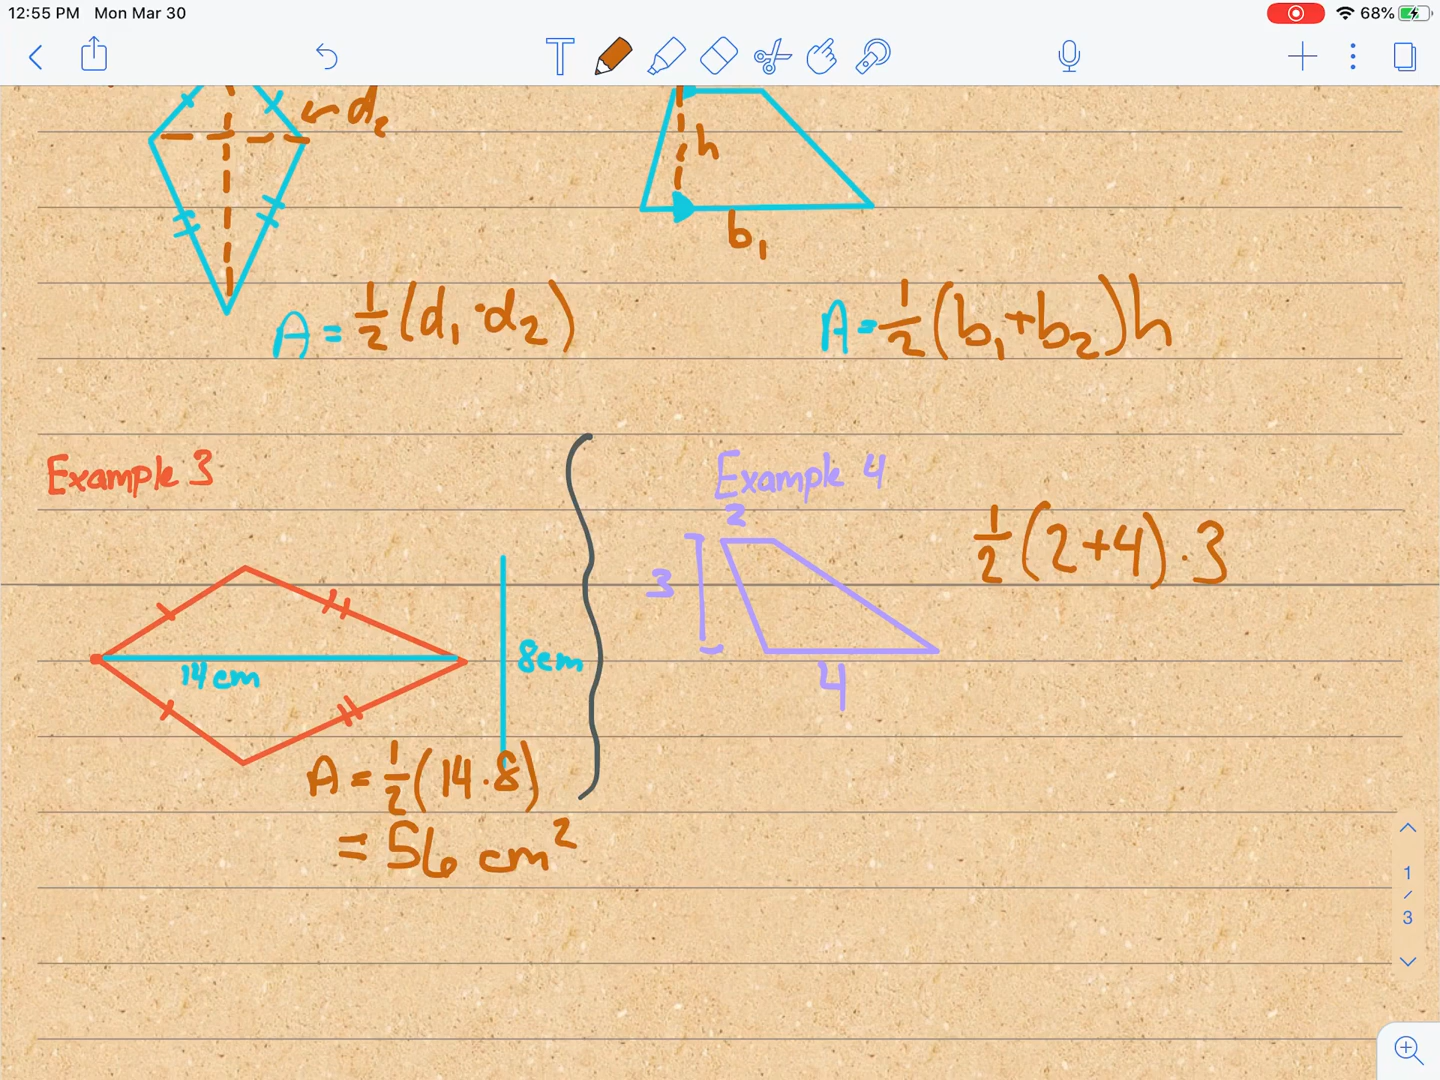 12:55 PM Mon Mar 30
68%
T
d₂
h
b₁
A = 1/2 (d₁ · d₂)
A = 1/2 (b₁ + b₂) h
Example 3
14 cm
8cm
A = 1/2 (14 · 8)
= 56 cm²
Example 4
2
3
4
1/2 (2+4) · 3
1
/
3